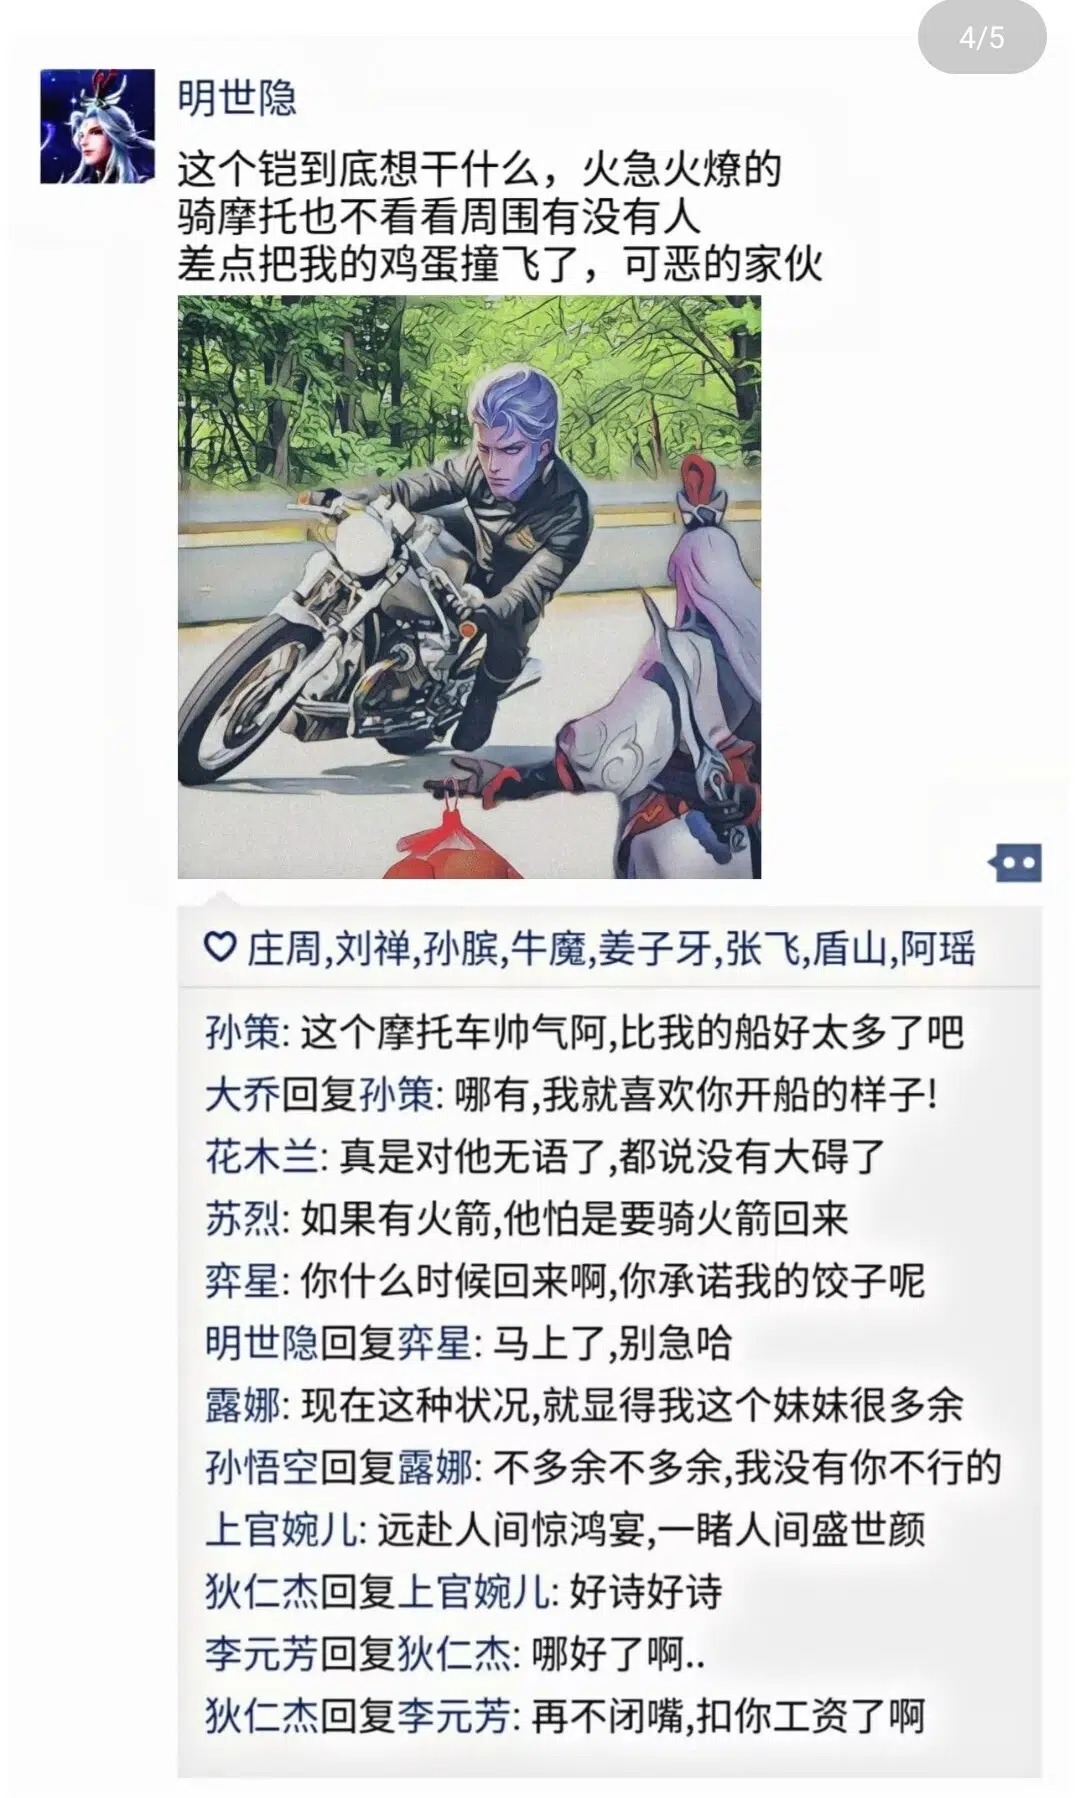 4/5
明世隐
这个铠到底想干什么，火急火燎的
骑摩托也不看看周围有没有人
差点把我的鸡蛋撞飞了，可恶的家伙
庄周,刘禅,孙膑,牛魔,姜子牙,张飞,盾山,阿瑶
孙策: 这个摩托车帅气阿,比我的船好太多了吧
大乔回复孙策: 哪有,我就喜欢你开船的样子!
花木兰: 真是对他无语了,都说没有大碍了
苏烈: 如果有火箭,他怕是要骑火箭回来
弈星: 你什么时候回来啊,你承诺我的饺子呢
明世隐回复弈星: 马上了,别急哈
露娜: 现在这种状况,就显得我这个妹妹很多余
孙悟空回复露娜: 不多余不多余,我没有你不行的
上官婉儿: 远赴人间惊鸿宴,一睹人间盛世颜
狄仁杰回复上官婉儿: 好诗好诗
李元芳回复狄仁杰: 哪好了啊..
狄仁杰回复李元芳: 再不闭嘴,扣你工资了啊